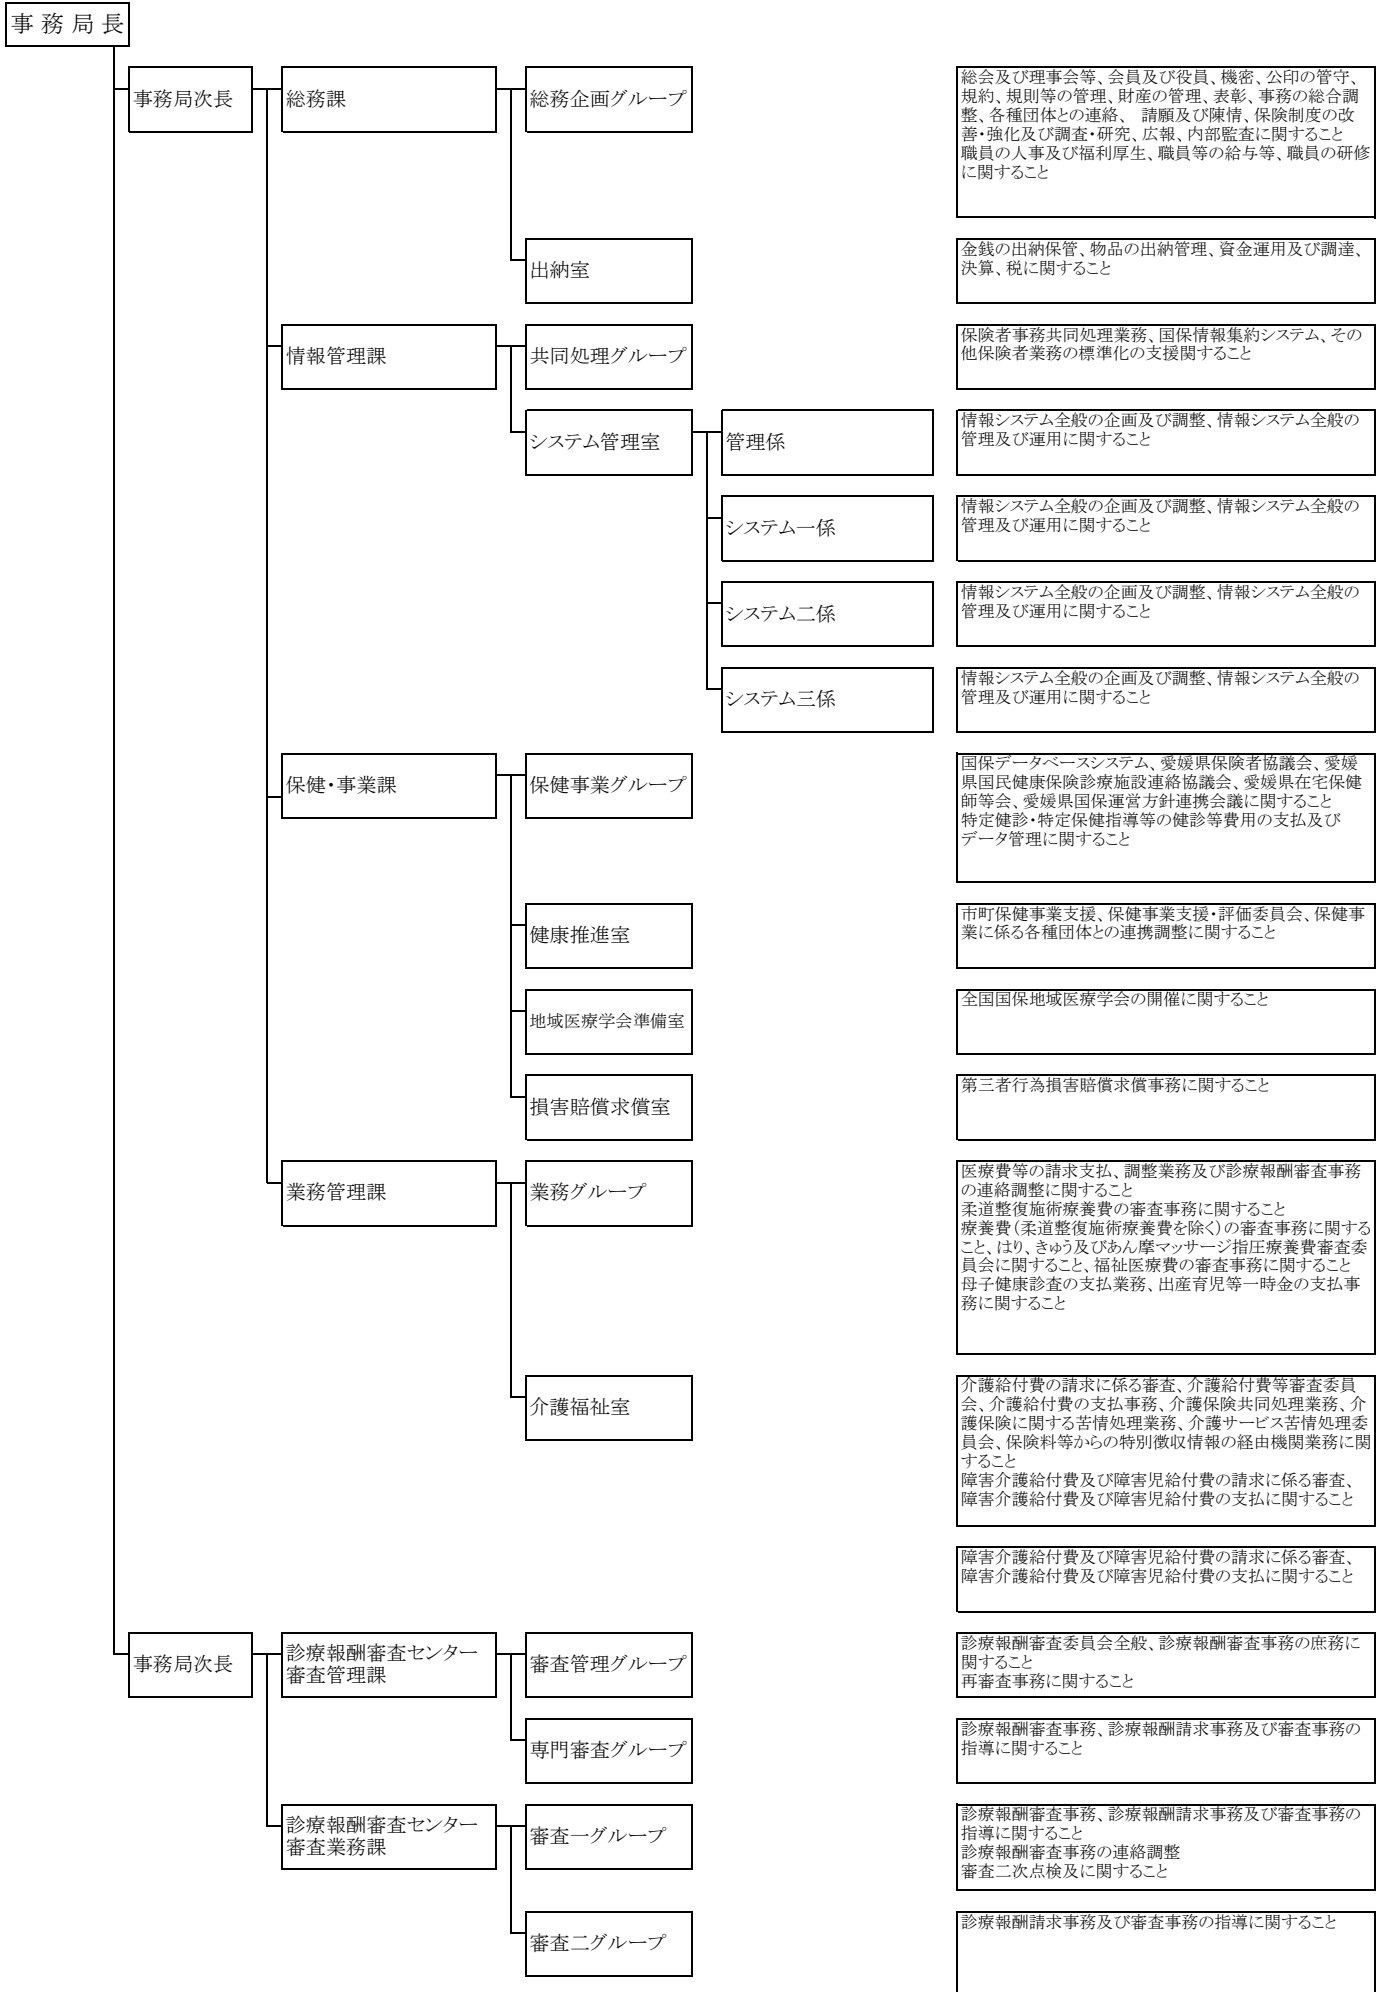 事務局長
事務局次長
総務課
総務企画グループ
総会及び理事会等、会員及び役員、機密、公印の管守、
規約、規則等の管理、財産の管理、表彰、事務の総合調
整、各種団体との連絡、 請願及び陳情、保険制度の改
善・強化及び調査・研究、広報、内部監査に関すること
職員の人事及び福利厚生、職員等の給与等、職員の研修
に関すること
出納室
金銭の出納保管、物品の出納管理、資金運用及び調達、
決算、税に関すること
情報管理課
共同処理グループ
保険者事務共同処理業務、国保情報集約システム、その
他保険者業務の標準化の支援関すること
システム管理室
管理係
情報システム全般の企画及び調整、情報システム全般の
管理及び運用に関すること
システム一係
情報システム全般の企画及び調整、情報システム全般の
管理及び運用に関すること
システム二係
情報システム全般の企画及び調整、情報システム全般の
管理及び運用に関すること
システム三係
情報システム全般の企画及び調整、情報システム全般の
管理及び運用に関すること
保健・事業課
保健事業グループ
国保データベースシステム、愛媛県保険者協議会、愛媛
県国民健康保険診療施設連絡協議会、愛媛県在宅保健
師等会、愛媛県国保運営方針連携会議に関すること
特定健診・特定保健指導等の健診等費用の支払及び
データ管理に関すること
健康推進室
市町保健事業支援、保健事業支援・評価委員会、保健事
業に係る各種団体との連携調整に関すること
地域医療学会準備室
全国国保地域医療学会の開催に関すること
損害賠償求償室
第三者行為損害賠償求償事務に関すること
業務管理課
業務グループ
医療費等の請求支払、調整業務及び診療報酬審査事務
の連絡調整に関すること
柔道整復施術療養費の審査事務に関すること
療養費（柔道整復施術療養費を除く）の審査事務に関する
こと、はり、きゅう及びあん摩マッサージ指圧療養費審査委
員会に関すること、福祉医療費の審査事務に関すること
母子健康診査の支払業務、出産育児等一時金の支払事
務に関すること
介護福祉室
介護給付費の請求に係る審査、介護給付費等審査委員
会、介護給付費の支払事務、介護保険共同処理業務、介
護保険に関する苦情処理業務、介護サービス苦情処理委
員会、保険料等からの特別徴収情報の経由機関業務に関
すること
障害介護給付費及び障害児給付費の請求に係る審査、
障害介護給付費及び障害児給付費の支払に関すること
障害介護給付費及び障害児給付費の請求に係る審査、
障害介護給付費及び障害児給付費の支払に関すること
事務局次長
診療報酬審査センター
審査管理課
審査管理グループ
診療報酬審査委員会全般、診療報酬審査事務の庶務に
関すること
再審査事務に関すること
専門審査グループ
診療報酬審査事務、診療報酬請求事務及び審査事務の
指導に関すること
診療報酬審査センター
審査業務課
審査一グループ
診療報酬審査事務、診療報酬請求事務及び審査事務の
指導に関すること
診療報酬審査事務の連絡調整
審査二次点検及に関すること
審査二グループ
診療報酬請求事務及び審査事務の指導に関すること